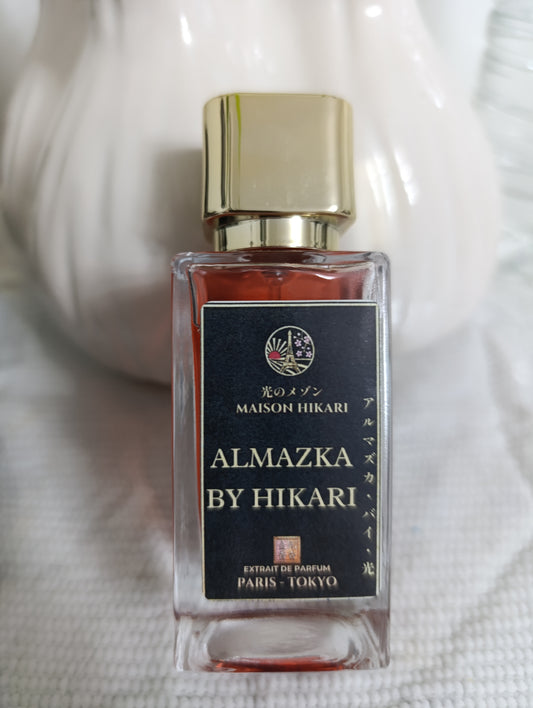 光のメゾン
MAISON HIKARI
ALMAZKA
BY HIKARI
アルマズカ・バイ・光
EXTRAIT DE PARFUM
PARIS - TOKYO